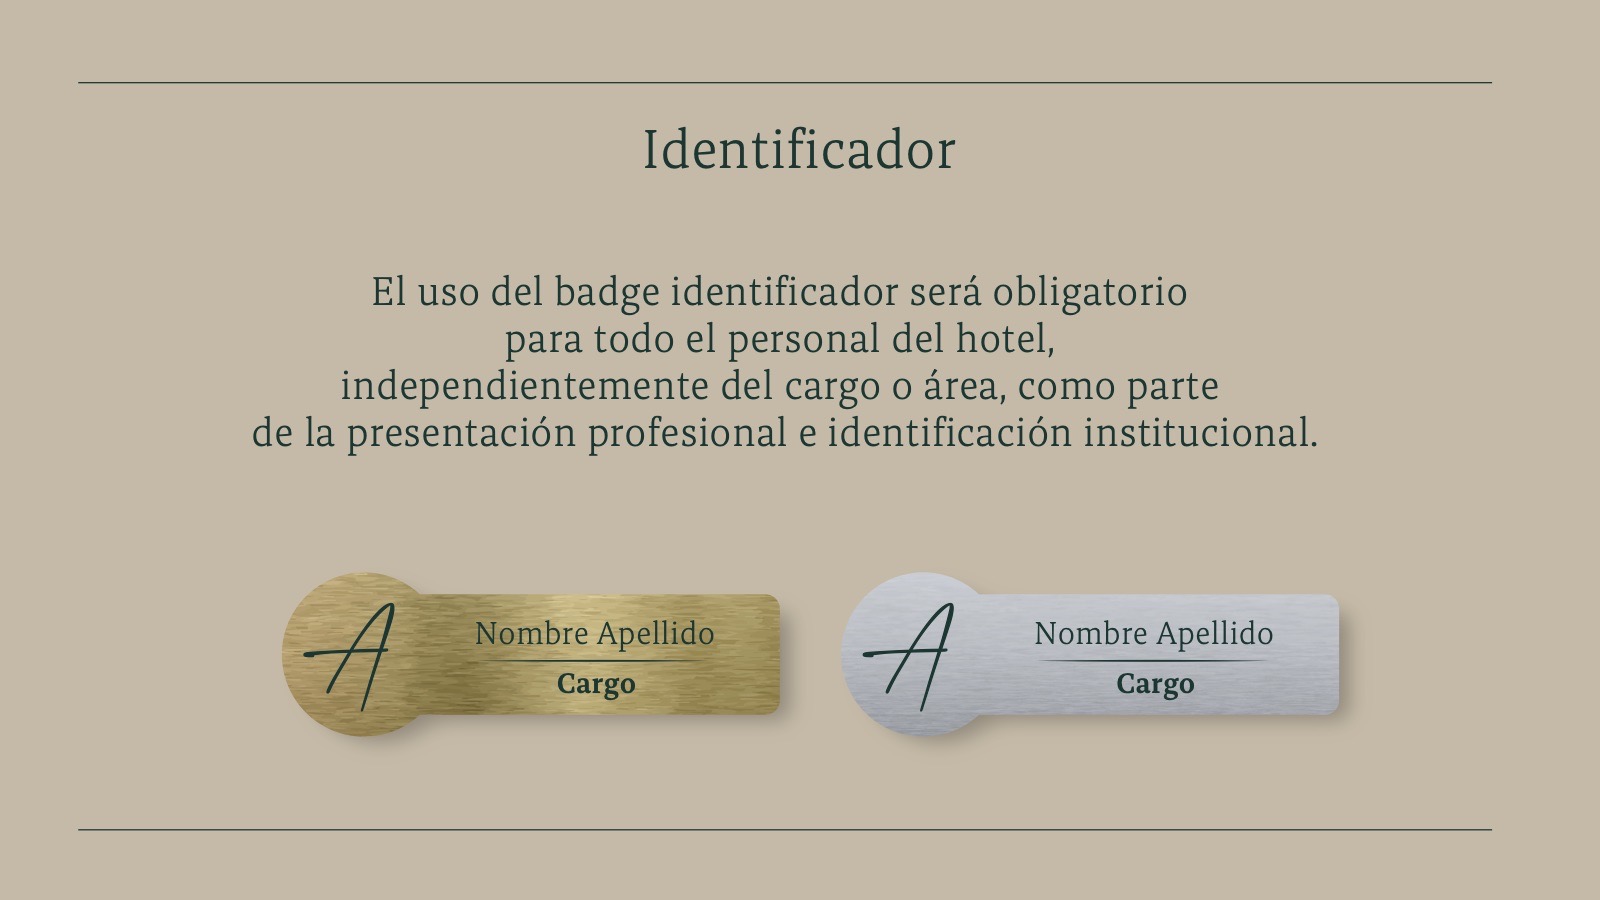 Identificador
El uso del badge identificador será obligatorio
para todo el personal del hotel,
independientemente del cargo o área, como parte
de la presentación profesional e identificación institucional.
A
Nombre Apellido
Cargo
A
Nombre Apellido
Cargo